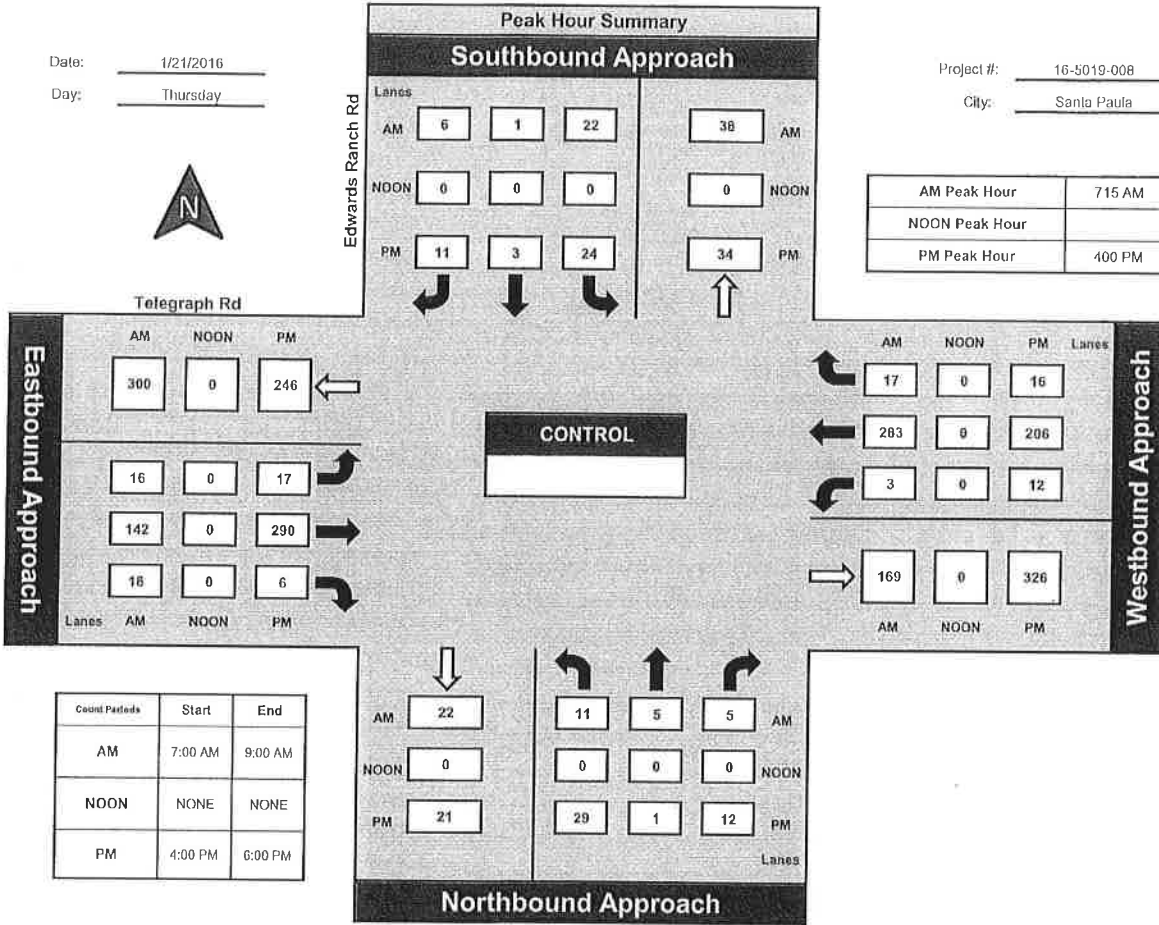 Peak Hour Summary
Southbound Approach
Date: 1/21/2016
Day: Thursday
Project #: 16-5019-008
City: Santa Paula
N
Edwards Ranch Rd
Lanes
AM 6 1 22 38 AM
NOON 0 0 0 0 NOON
PM 11 3 24 34 PM
AM Peak Hour 715 AM
NOON Peak Hour
PM Peak Hour 400 PM
Telegraph Rd
Eastbound Approach
AM NOON PM
300 0 246
16 0 17
142 0 290
16 0 6
Lanes AM NOON PM
CONTROL
AM NOON PM Lanes
17 0 16
283 0 206
3 0 12
169 0 326
AM NOON PM
Westbound Approach
Count Periods Start End
AM 7:00 AM 9:00 AM
NOON NONE NONE
PM 4:00 PM 6:00 PM
AM 22 11 5 5 AM
NOON 0 0 0 0 NOON
PM 21 29 1 12 PM
Lanes
Northbound Approach